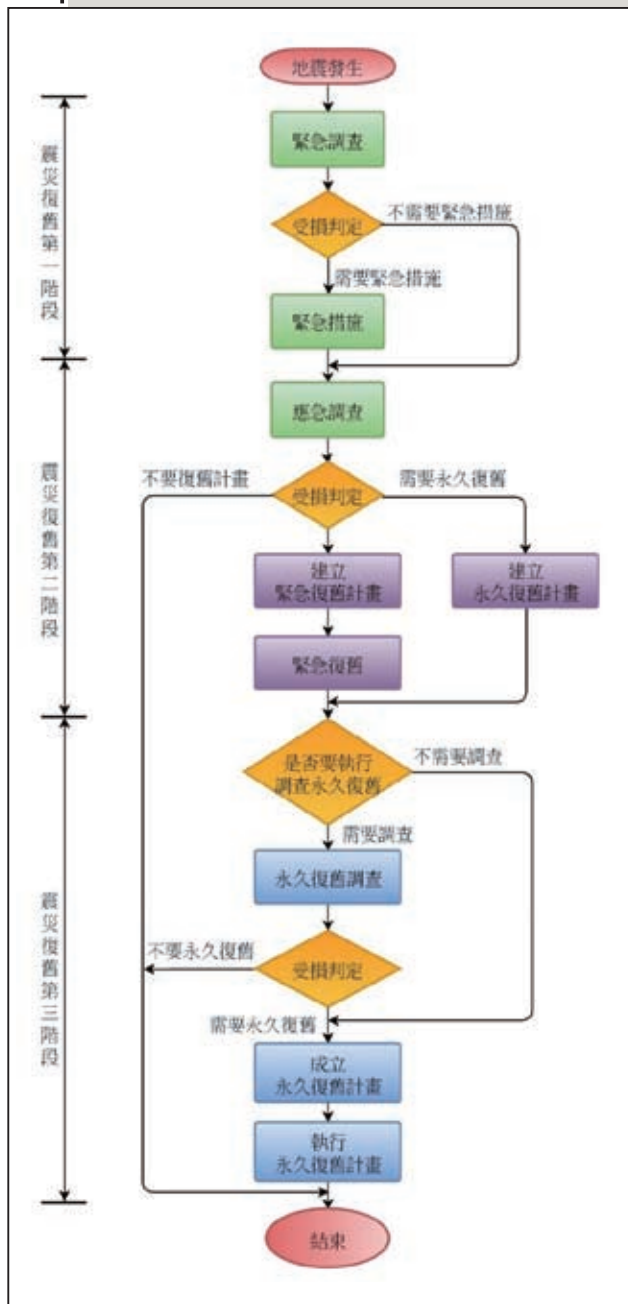 地震發生
震災復舊第一階段
緊急調查
受損判定
不需要緊急措施
需要緊急措施
緊急措施
震災復舊第二階段
應急調查
不要復舊計畫
受損判定
需要永久復舊
建立
緊急復舊計畫
建立
永久復舊計畫
緊急復舊
震災復舊第三階段
是否要執行
調查永久復舊
不需要調查
需要調查
永久復舊調查
不要永久復舊
受損判定
需要永久復舊
成立
永久復舊計畫
執行
永久復舊計畫
結束